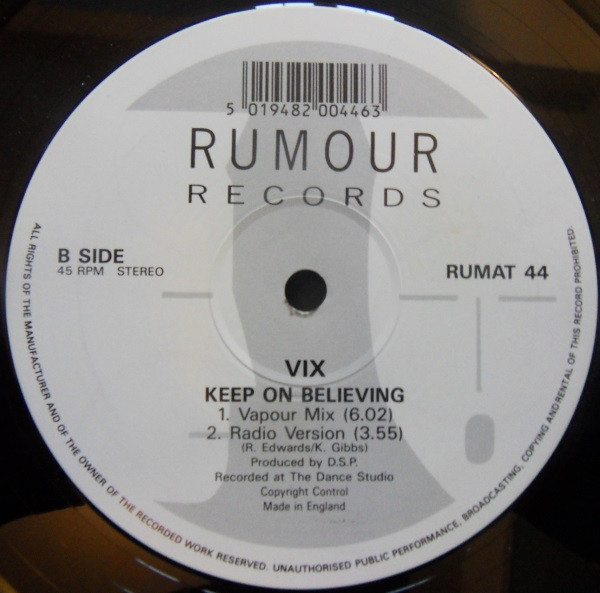 5 019482 004463
RUMOUR
RECORDS
B SIDE
45 RPM STEREO
RUMAT 44
VIX
KEEP ON BELIEVING
1. Vapour Mix (6.02)
2. Radio Version (3.55)
(R. Edwards/K. Gibbs)
Produced by D.S.P.
Recorded at The Dance Studio
Copyright Control
Made in England
ALL RIGHTS OF THE MANUFACTURER AND OF THE OWNER OF THE RECORDED WORK RESERVED. UNAUTHORISED PUBLIC PERFORMANCE, BROADCASTING, COPYING AND RENTAL OF THIS RECORD PROHIBITED.